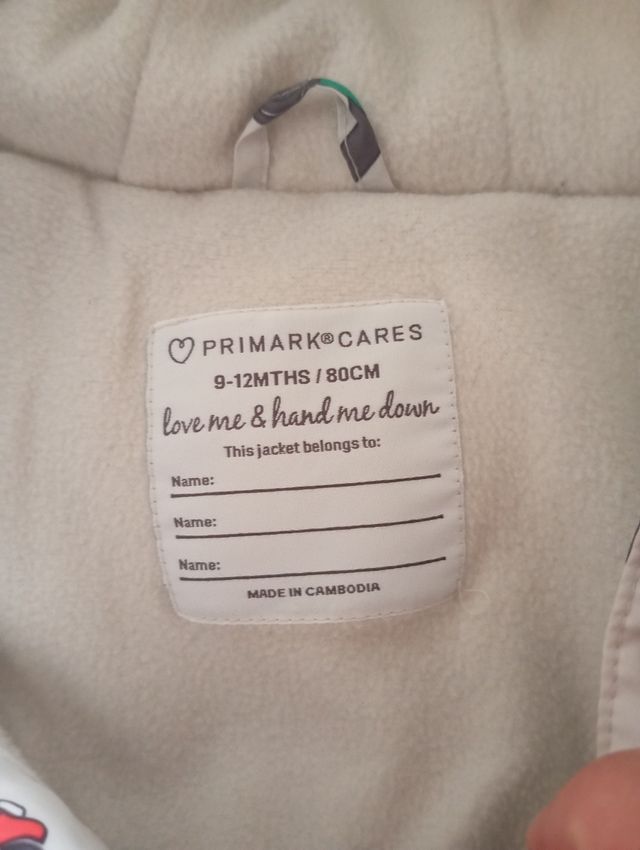 PRIMARK® CARES
9-12MTHS / 80CM
love me & hand me down
This jacket belongs to:
Name:
Name:
Name:
MADE IN CAMBODIA